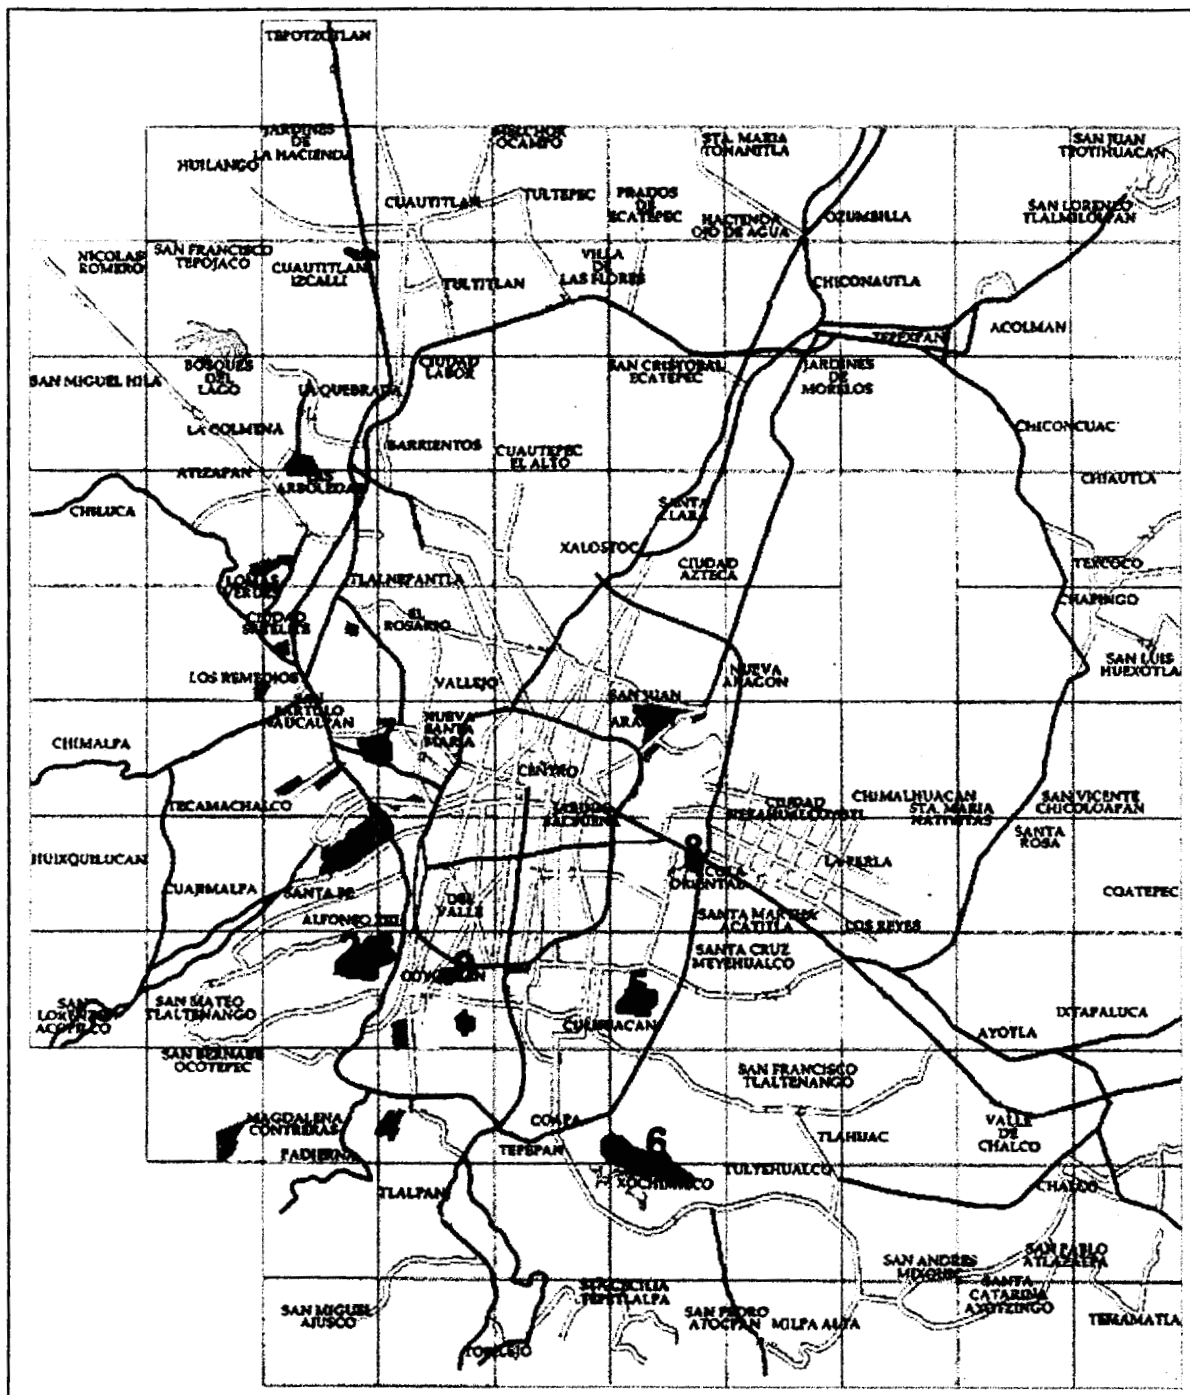 TEPOTZOTLAN
JARDINES
DE
LA HACIENDA
HUILANGO
MELCHOR
OCAMPO
STA. MARIA
TONANITLA
SAN JUAN
TEOTIHUACAN
CUAUTITLAN
TULTEPEC
PRADOS
DE
ECATEPEC
HACIENDA
OJO DE AGUA
OZUMBILLA
SAN LORENZO
TLALMILOLPAN
NICOLAS
ROMERO
SAN FRANCISCO
TEPOJACO
CUAUTITLAN
IZCALLI
TULTITLAN
VILLA
DE
LAS FLORES
CHICONAUTLA
TEPEXPAN
ACOLMAN
SAN MIGUEL HILA
BOSQUES
DEL
LAGO
LA QUEBRADA
CIUDAD
LABOR
SAN CRISTOBAL
ECATEPEC
JARDINES
DE
MORELOS
LA COLMENA
BARRIENTOS
CUAUTEPEC
EL ALTO
CHICONCUAC
ATIZAPAN
LAS
ARBOLEDAS
CHIAUTLA
CHILUCA
SANTA
CLARA
XALOSTOC
CIUDAD
AZTECA
TEXCOCO
LOMAS
VERDES
TLALNEPANTLA
CHAPINGO
CIUDAD
SATELITE
EL
ROSARIO
SAN LUIS
HUEXOTLA
LOS REMEDIOS
VALLEJO
NUEVA
ARAGON
SAN
BARTOLO
NAUCALPAN
NUEVA
SANTA
MARIA
SAN JUAN
CHIMALPA
CENTRO
TECAMACHALCO
JARDIN
BALBUENA
CIUDAD
NEZAHUALCOYOTL
CHIMALHUACAN
STA. MARIA
NATIVITAS
SAN VICENTE
CHICOLOAPAN
SANTA
ROSA
HUIXQUILUCAN
8
LA PERLA
CUAJIMALPA
SANTA FE
DEL
VALLE
ORIENTAL
COATEPEC
ALFONSO XIII
SANTA MARTHA
ACATITLA
LOS REYES
SANTA CRUZ
MEYEHUALCO
COYOACAN
5
SAN
LORENZO
ACOPILCO
SAN MATEO
TLALTENANGO
CULHUACAN
IXTAPALUCA
AYOTLA
SAN BERNABE
OCOTEPEC
SAN FRANCISCO
TLALTENANGO
MAGDALENA
CONTRERAS
COAPA
TLAHUAC
VALLE
DE
CHALCO
PADIERNA
TEPEPAN
6
TULYEHUALCO
TLALPAN
XOCHIMILCO
CHALCO
SAN ANDRES
MIXQUIC
SAN PABLO
ATLAZALPA
SANTA
CATARINA
AYOTZINGO
SAN MIGUEL
AJUSCO
STA. CECILIA
TEPETLALPA
SAN PEDRO
ATOCPAN
MILPA ALTA
TEMAMATLA